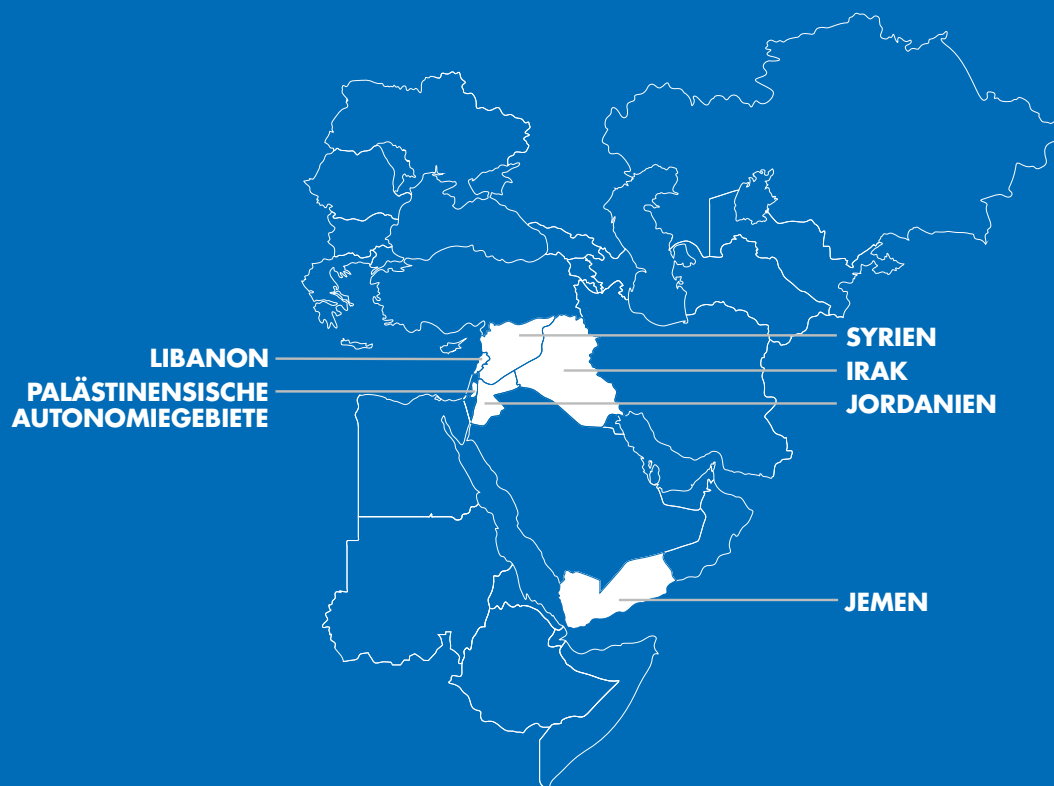 LIBANON
PALÄSTINENSISCHE
AUTONOMIEGEBIETE
SYRIEN
IRAK
JORDANIEN
JEMEN